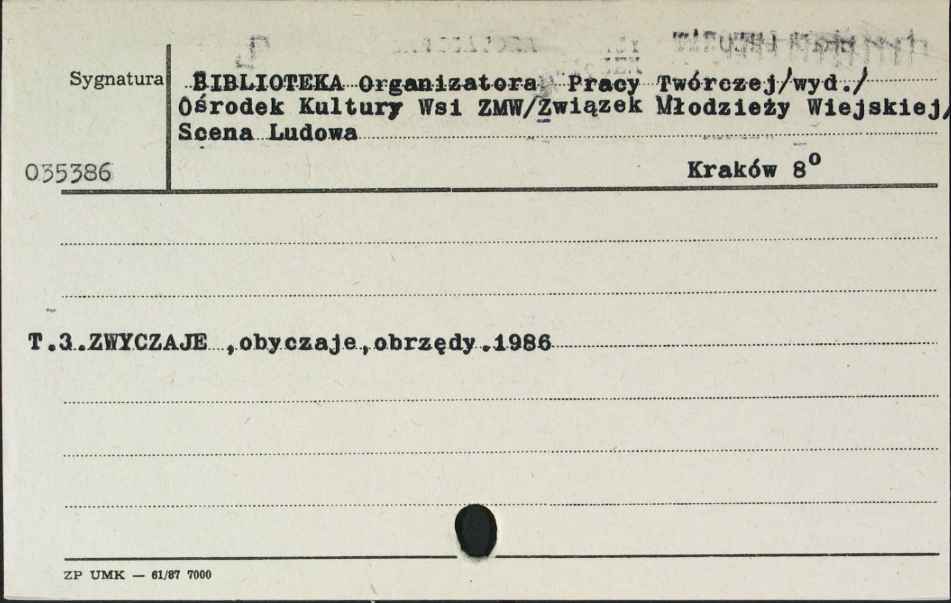 Sygnatura
BIBLIOTEKA Organizatora Pracy Twórczej/wyd./
Ośrodek Kultury Wsi ZMW/Związek Młodzieży Wiejskiej/
Scena Ludowa
035386
Kraków 8⁰
T.3.ZWYCZAJE ,obyczaje,obrzędy.1986
ZP UMK — 61/87 7000